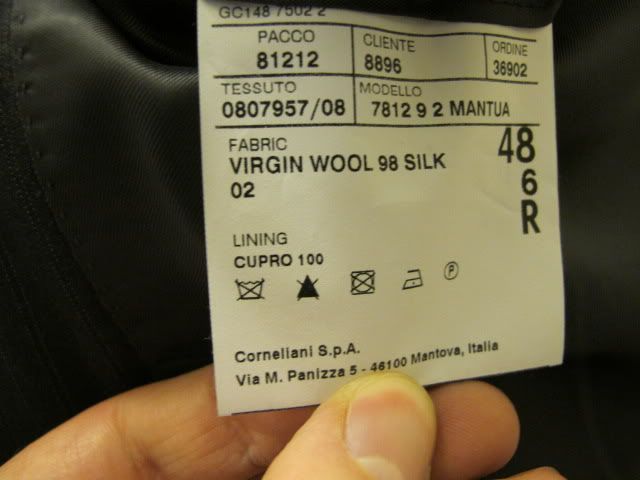 GC148 7502 2
PACCO CLIENTE ORDINE
81212 8896 36902
TESSUTO MODELLO
0807957/08 7812 9 2 MANTUA
FABRIC
VIRGIN WOOL 98 SILK
02
48
6
R
LINING
CUPRO 100
P
Corneliani S.p.A.
Via M. Panizza 5 - 46100 Mantova, Italia